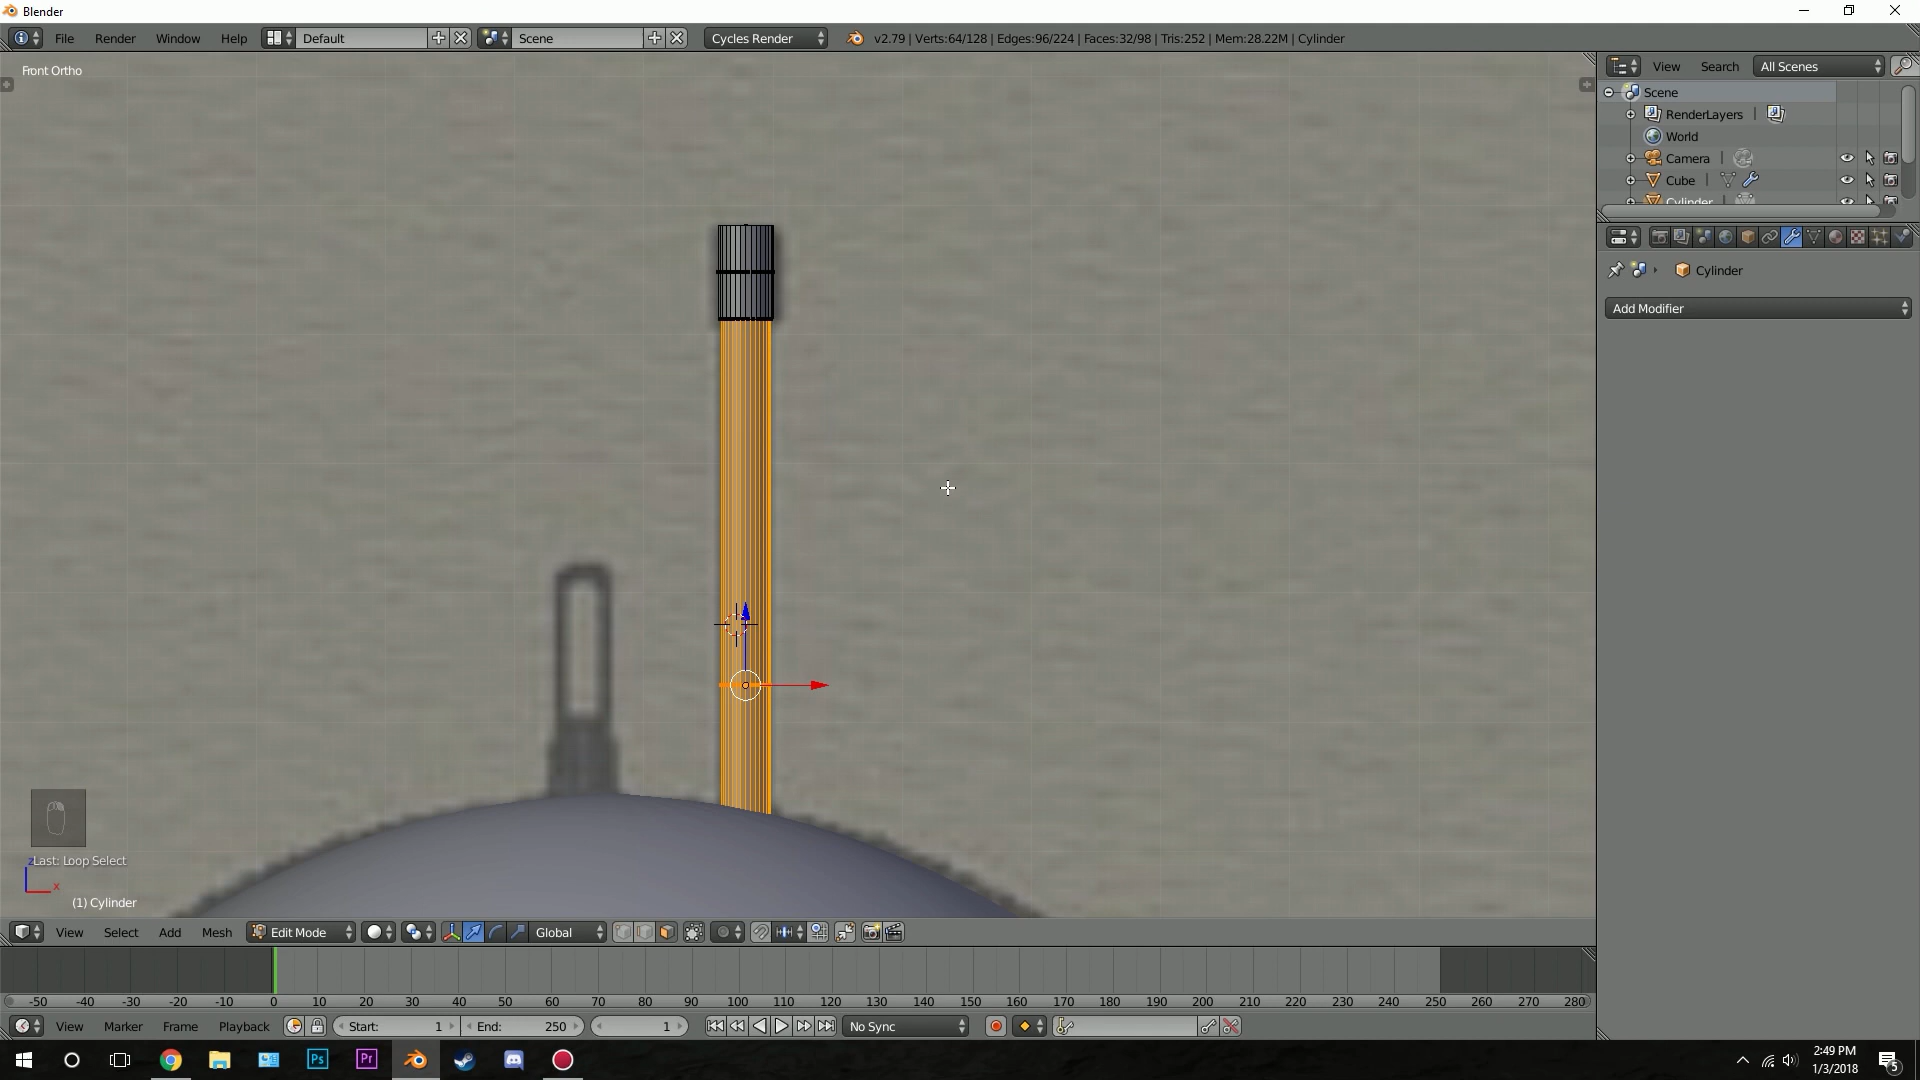 Blender
File Render Window Help Default Scene Cycles Render v2.79 | Verts:64/128 | Edges:96/224 | Faces:32/98 | Tris:252 | Mem:28.22M | Cylinder
Front Ortho
View Search All Scenes
Scene
RenderLayers |
World
Camera |
Cube |
Cylinder |
Cylinder
Add Modifier
Last: Loop Select
z
x
(1) Cylinder
View Select Add Mesh Edit Mode Global
-50 -40 -30 -20 -10 0 10 20 30 40 50 60 70 80 90 100 110 120 130 140 150 160 170 180 190 200 210 220 230 240 250 260 270 280
View Marker Frame Playback Start: 1 End: 250 1 No Sync
Ps Pr
2:49 PM
1/3/2018
5